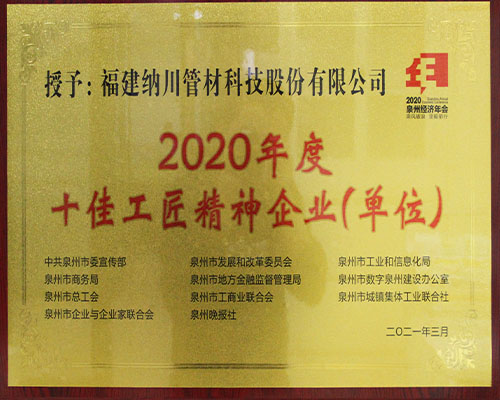 授予：福建纳川管材科技股份有限公司
2020
泉州经济年会
2020年度
十佳工匠精神企业(单位)
中共泉州市委宣传部 泉州市发展和改革委员会 泉州市工业和信息化局
泉州市商务局 泉州市地方金融监督管理局 泉州市数字泉州建设办公室
泉州市总工会 泉州市工商业联合会 泉州市城镇集体工业联合社
泉州市企业与企业家联合会 泉州晚报社
二〇二一年三月